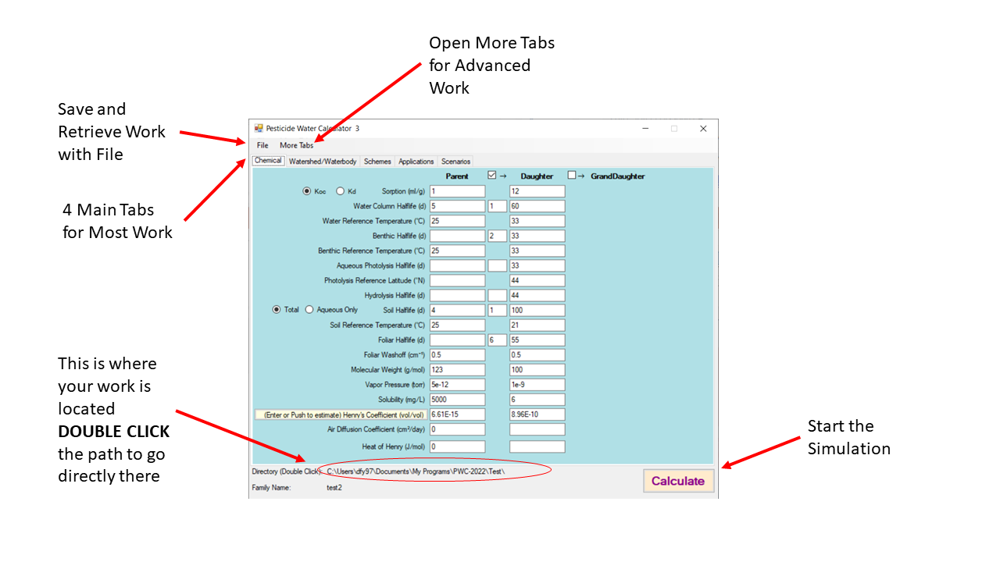 Open More Tabs
for Advanced
Work
Save and
Retrieve Work
with File
4 Main Tabs
for Most Work
This is where
your work is
located
DOUBLE CLICK
the path to go
directly there
Start the
Simulation
Pesticide Water Calculator 3
File More Tabs
Chemical Watershed/Waterbody Schemes Applications Scenarios
Parent → Daughter → GrandDaughter
Koc Kd Sorption (ml/g) 1 12
Water Column Halflife (d) 5 1 60
Water Reference Temperature (°C) 25 33
Benthic Halflife (d) 2 33
Benthic Reference Temperature (°C) 25 33
Aqueous Photolysis Halflife (d) 33
Photolysis Reference Latitude (°N) 44
Hydrolysis Halflife (d) 44
Total Aqueous Only Soil Halflife (d) 4 1 100
Soil Reference Temperature (°C) 25 21
Foliar Halflife (d) 6 55
Foliar Washoff (cm⁻¹) 0.5 0.5
Molecular Weight (g/mol) 123 100
Vapor Pressure (torr) 5e-12 1e-9
Solubility (mg/L) 5000 6
(Enter or Push to estimate) Henry's Coefficient (vol/vol) 6.61E-15 8.96E-10
Air Diffusion Coefficient (cm²/day) 0
Heat of Henry (J/mol) 0
Directory (Double Click): C:\Users\dfy97\Documents\My Programs\PWC-2022\Test\
Family Name: test2
Calculate